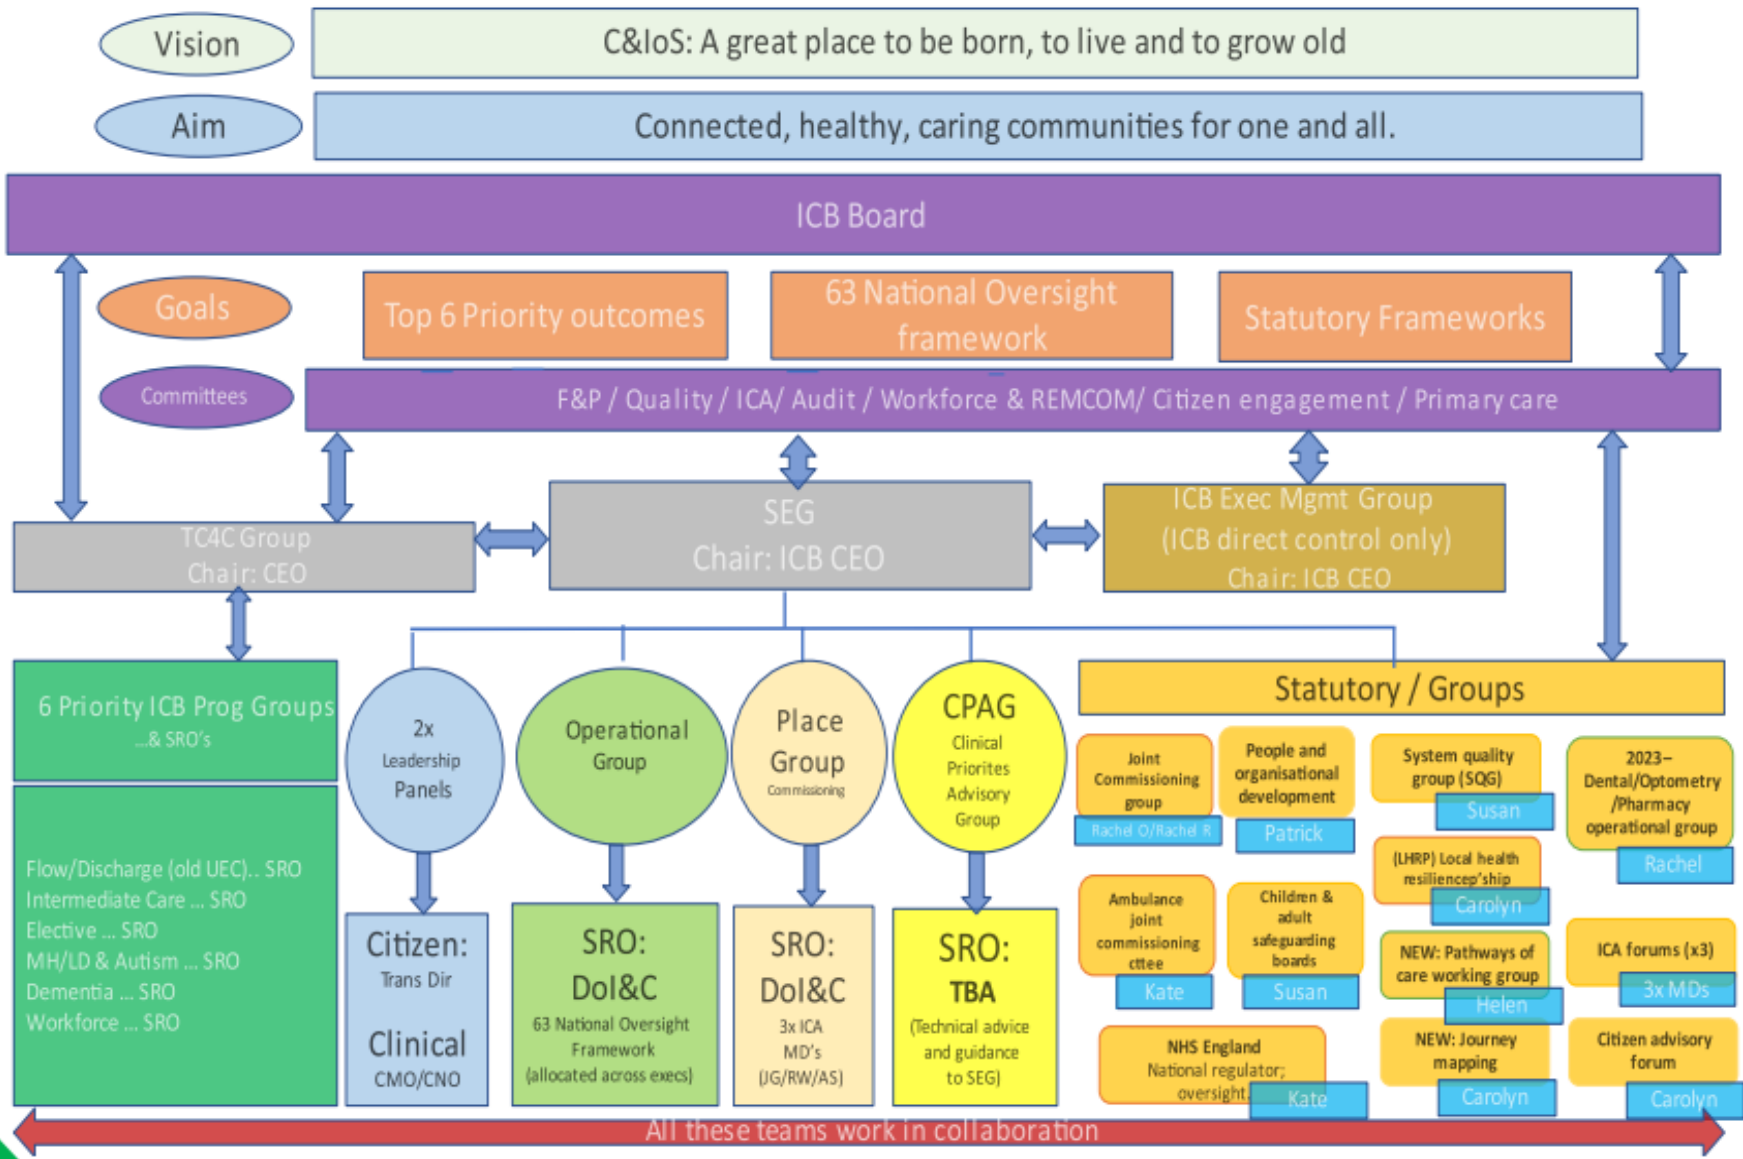 Vision
C&IoS: A great place to be born, to live and to grow old
Aim
Connected, healthy, caring communities for one and all.
ICB Board
Goals
Top 6 Priority outcomes
63 National Oversight
framework
Statutory Frameworks
Committees
F&P / Quality / ICA/ Audit / Workforce & REMCOM/ Citizen engagement / Primary care
TC4C Group
Chair: CEO
SEG
Chair: ICB CEO
ICB Exec Mgmt Group
(ICB direct control only)
Chair: ICB CEO
6 Priority ICB Prog Groups
...& SRO's
Flow/Discharge (old UEC).. SRO
Intermediate Care ... SRO
Elective ... SRO
MH/LD & Autism ... SRO
Dementia ... SRO
Workforce ... SRO
2x
Leadership
Panels
Citizen:
Trans Dir
Clinical
CMO/CNO
Operational
Group
SRO:
DoI&C
63 National Oversight
Framework
(allocated across execs)
Place
Group
Commissioning
SRO:
DoI&C
3x ICA
MD's
(JG/RW/AS)
CPAG
Clinical
Priorites
Advisory
Group
SRO:
TBA
(Technical advice
and guidance
to SEG)
Statutory / Groups
Joint
Commissioning
group
Rachel O/Rachel R
People and
organisational
development
Patrick
System quality
group (SQG)
Susan
2023–
Dental/Optometry
/Pharmacy
operational group
Rachel
(LHRP) Local health
resiliencep'ship
Carolyn
Ambulance
joint
commissioning
cttee
Kate
Children &
adult
safeguarding
boards
Susan
NEW: Pathways of
care working group
Helen
ICA forums (x3)
3x MDs
NHS England
National regulator;
oversight.
Kate
NEW: Journey
mapping
Carolyn
Citizen advisory
forum
Carolyn
All these teams work in collaboration